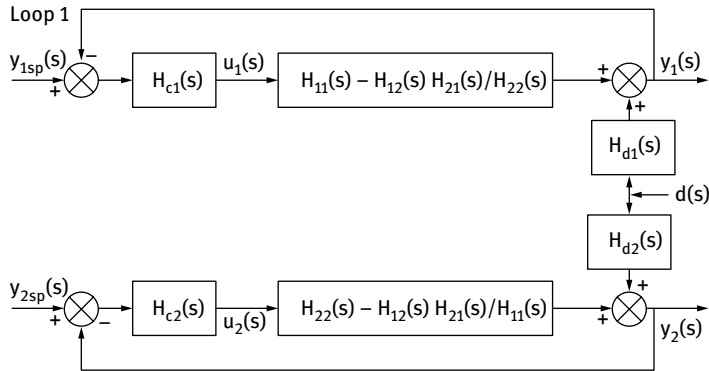 Loop 1
y1sp(s)
Hc1(s)
u1(s)
H11(s) – H12(s) H21(s)/H22(s)
y1(s)
Hd1(s)
d(s)
Hd2(s)
y2sp(s)
Hc2(s)
u2(s)
H22(s) – H12(s) H21(s)/H11(s)
y2(s)